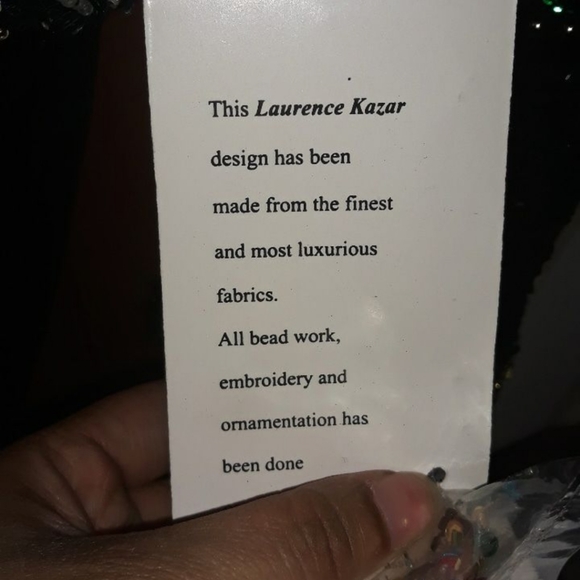 This Laurence Kazar
design has been
made from the finest
and most luxurious
fabrics.
All bead work,
embroidery and
ornamentation has
been done